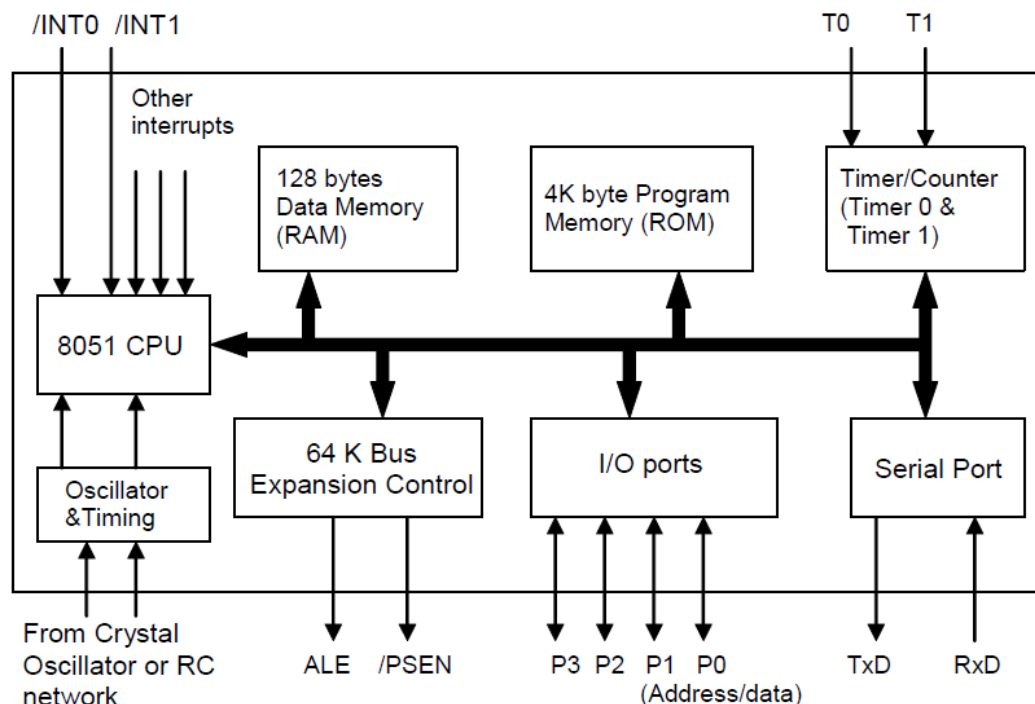 /INT0 /INT1
T0 T1
Other
interrupts
128 bytes
Data Memory
(RAM)
4K byte Program
Memory (ROM)
Timer/Counter
(Timer 0 &
Timer 1)
8051 CPU
64 K Bus
Expansion Control
I/O ports
Serial Port
Oscillator
&Timing
From Crystal
Oscillator or RC
network
ALE /PSEN
P3 P2 P1 P0
(Address/data)
TxD RxD